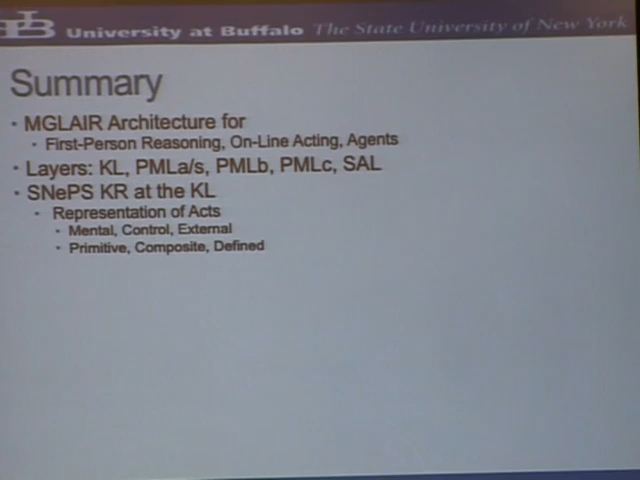 UB University at Buffalo The State University of New York
Summary
• MGLAIR Architecture for
• First-Person Reasoning, On-Line Acting, Agents
• Layers: KL, PMLa/s, PMLb, PMLc, SAL
• SNePS KR at the KL
• Representation of Acts
• Mental, Control, External
• Primitive, Composite, Defined